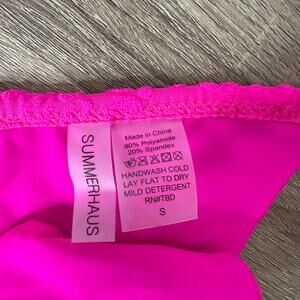 SUMMERHAUS
Made in China
80% Polyamide
20% Spandex
HANDWASH COLD
LAY FLAT TO DRY
MILD DETERGENT
RN#TBD
S